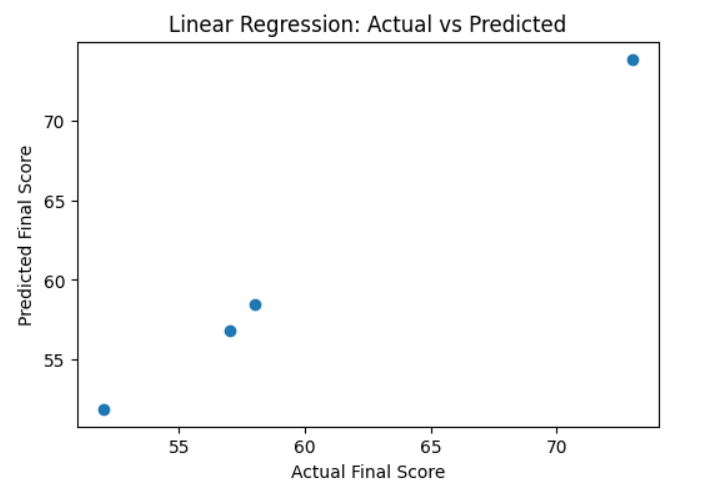 Linear Regression: Actual vs Predicted
Predicted Final Score
70
65
60
55
55 60 65 70
Actual Final Score